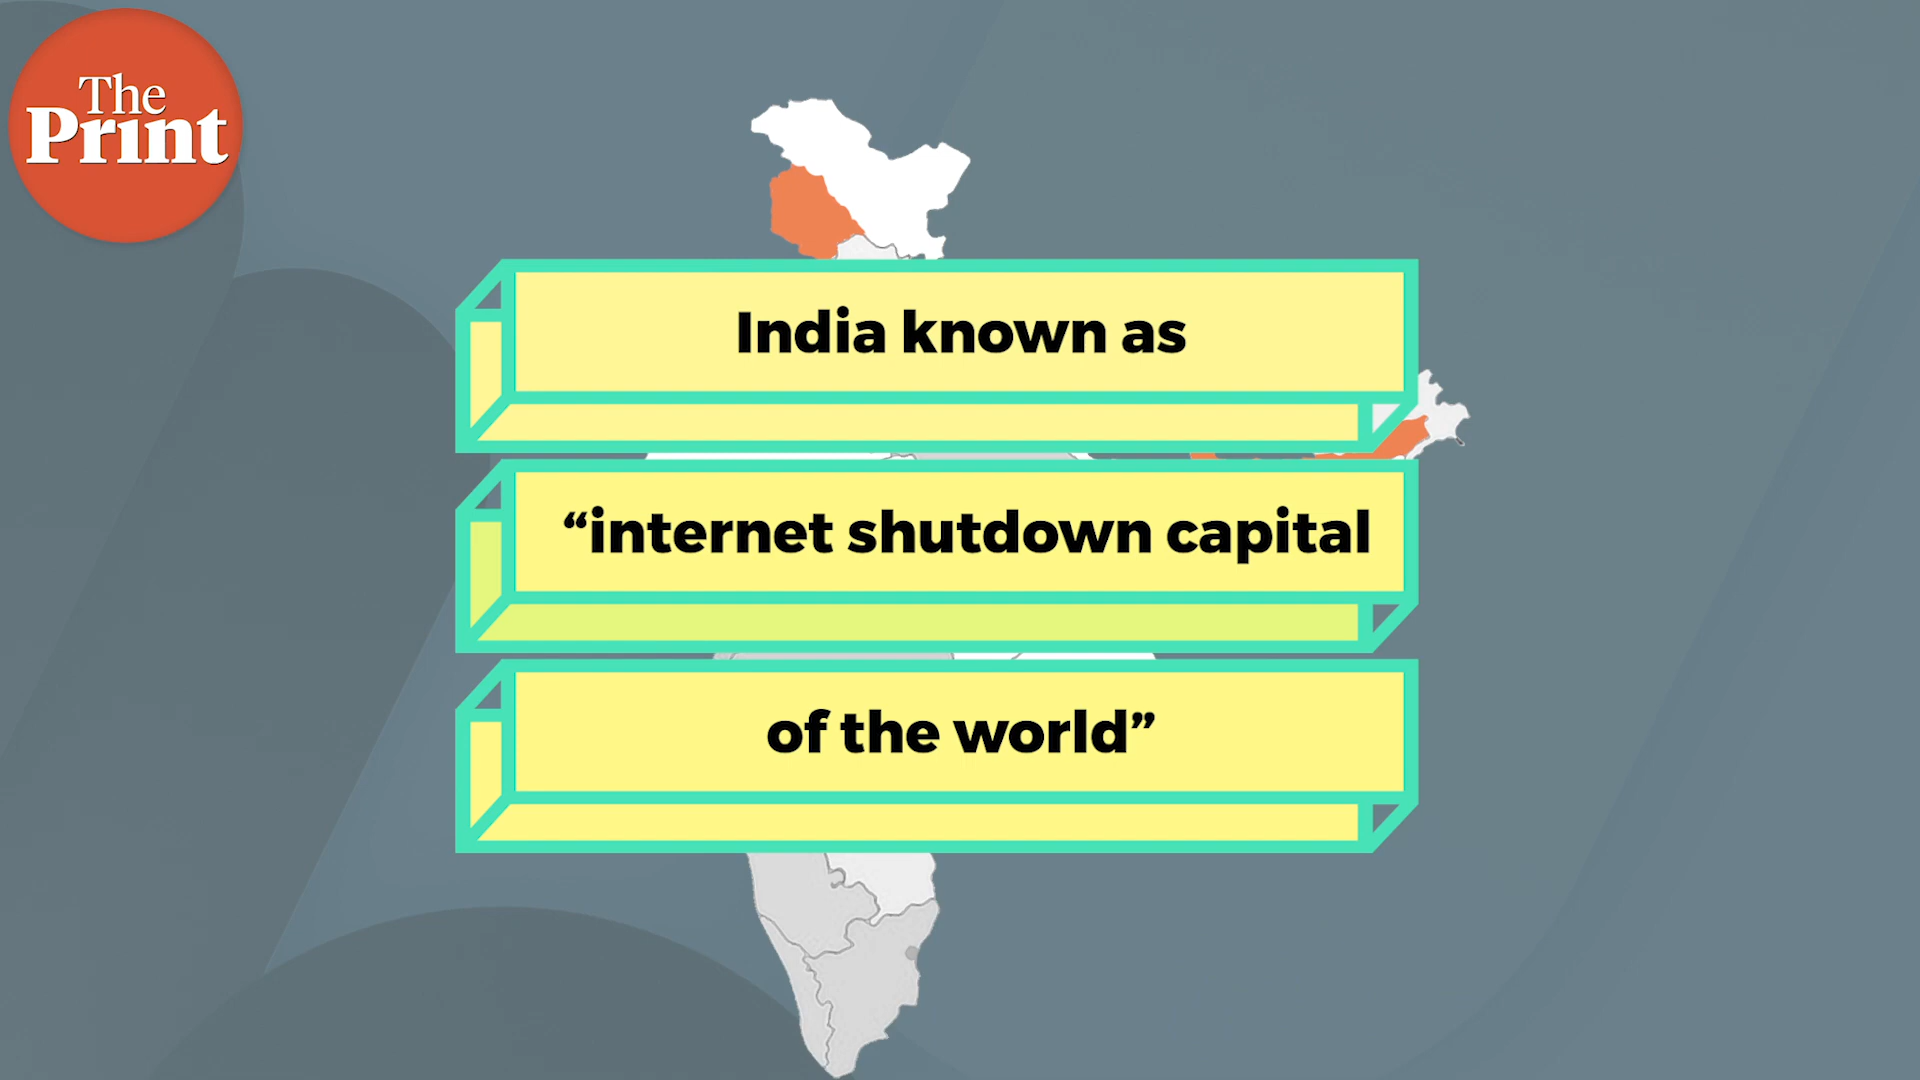 The
Print
India known as
“internet shutdown capital
of the world”